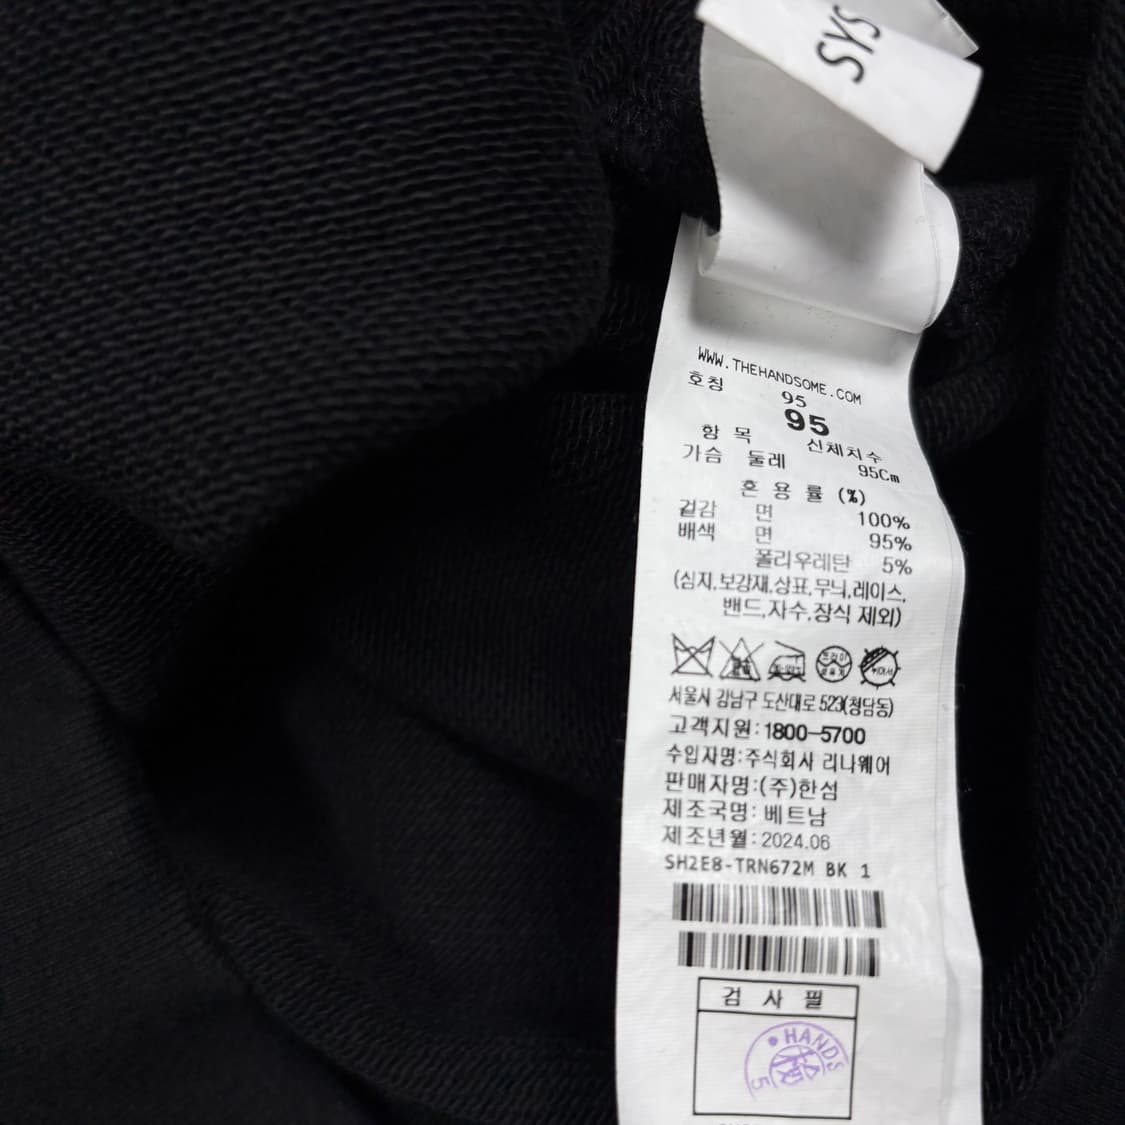 SYS
WWW.THEHANDSOME.COM
호칭 95
95
항 목 신체치수
가슴 둘레 95Cm
혼 용 률 (%)
겉감 면 100%
배색 면 95%
폴리우레탄 5%
(심지,보강재,상표,무늬,레이스,
밴드,자수,장식 제외)
서울시 강남구 도산대로 523(청담동)
고객지원:1800-5700
수입자명:주식회사 리나웨어
판매자명:(주)한섬
제조국명: 베트남
제조년월:2024.06
SH2E8-TRN672M BK 1
검 사 필
HANDS
5